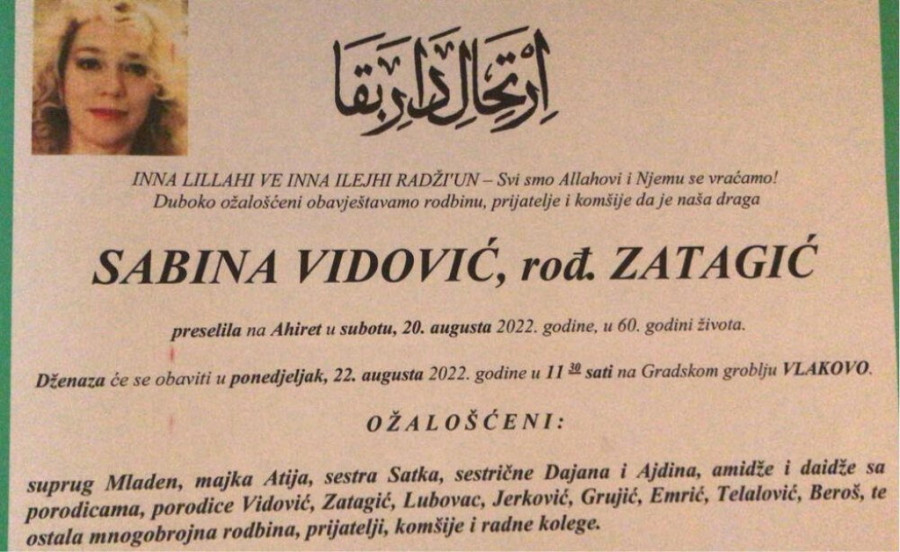 اِرْتِحَالِ دَارِ بَقَا
INNA LILLAHI VE INNA ILEJHI RADŽI'UN – Svi smo Allahovi i Njemu se vraćamo!
Duboko ožalošćeni obavještavamo rodbinu, prijatelje i komšije da je naša draga
SABINA VIDOVIĆ, rođ. ZATAGIĆ
preselila na Ahiret u subotu, 20. augusta 2022. godine, u 60. godini života.
Dženaza će se obaviti u ponedjeljak, 22. augusta 2022. godine u 11 30 sati na Gradskom groblju VLAKOVO.
OŽALOŠĆENI:
suprug Mladen, majka Atija, sestra Satka, sestrične Dajana i Ajdina, amidže i daidže sa
porodicama, porodice Vidović, Zatagić, Lubovac, Jerković, Grujić, Emrić, Telalović, Beroš, te
ostala mnogobrojna rodbina, prijatelji, komšije i radne kolege.